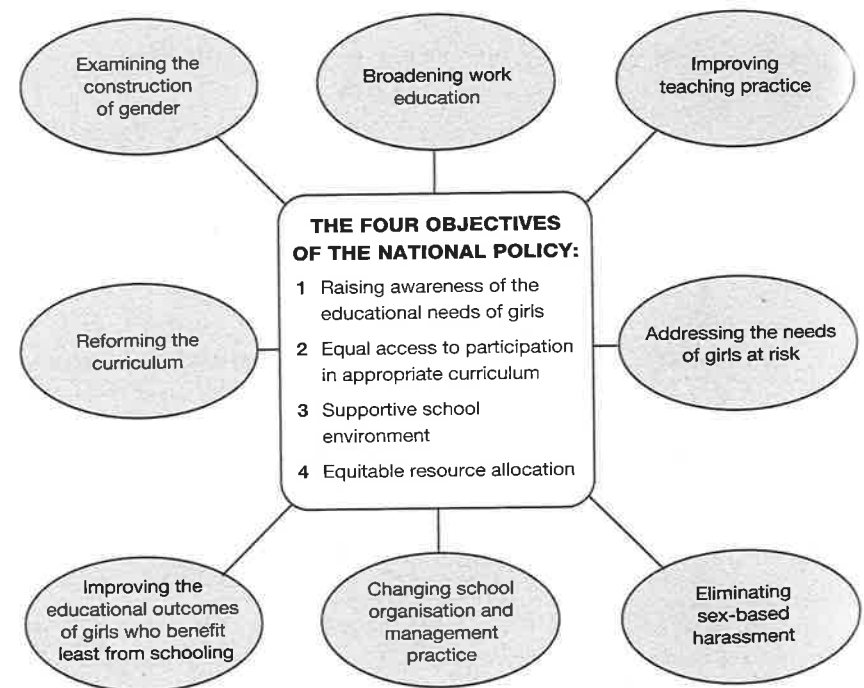 Examining the
construction
of gender
Broadening work
education
Improving
teaching practice
THE FOUR OBJECTIVES
OF THE NATIONAL POLICY:
1 Raising awareness of the
educational needs of girls
2 Equal access to participation
in appropriate curriculum
3 Supportive school
environment
4 Equitable resource allocation
Reforming the
curriculum
Addressing the needs
of girls at risk
Improving the
educational outcomes
of girls who benefit
least from schooling
Changing school
organisation and
management
practice
Eliminating
sex-based
harassment